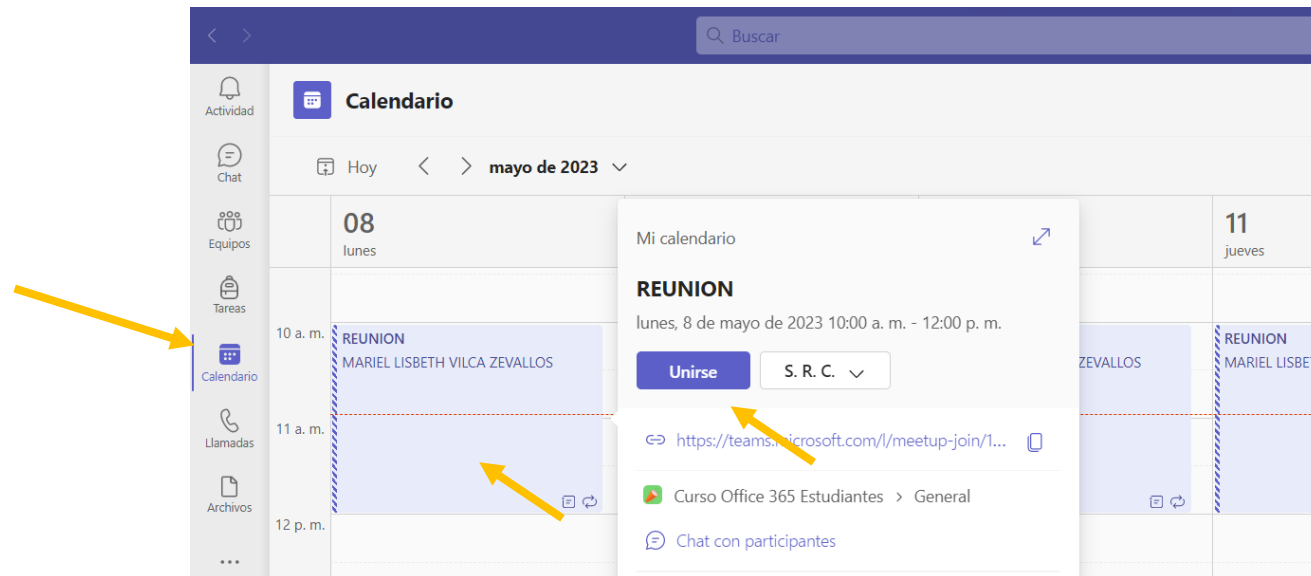 Buscar
Actividad
Chat
Equipos
Tareas
Calendario
Llamadas
Archivos
Calendario
Hoy mayo de 2023
08
lunes
11
jueves
10 a. m.
11 a. m.
12 p. m.
REUNION
MARIEL LISBETH VILCA ZEVALLOS
Mi calendario
REUNION
lunes, 8 de mayo de 2023 10:00 a. m. - 12:00 p. m.
Unirse S. R. C.
https://teams.microsoft.com/l/meetup-join/1...
Curso Office 365 Estudiantes > General
Chat con participantes
ZEVALLOS
REUNION
MARIEL LISBE